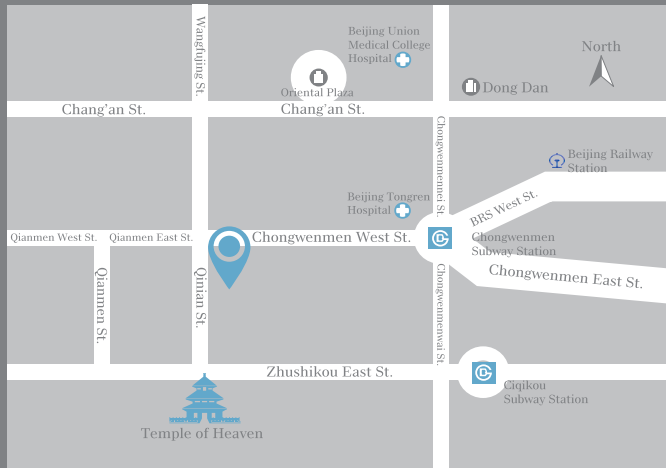 Wangfujing St.
Beijing Union
Medical College
Hospital
North
Oriental Plaza
Dong Dan
Chang'an St.
Chang'an St.
Chongwenmennei St.
Beijing Railway
Station
Beijing Tongren
Hospital
BRS West St.
Qianmen West St.
Qianmen East St.
Chongwenmen West St.
Chongwenmen
Subway Station
Qianmen St.
Qinian St.
Chongwenmenwai St.
Chongwenmen East St.
Zhushikou East St.
Ciqikou
Subway Station
Temple of Heaven